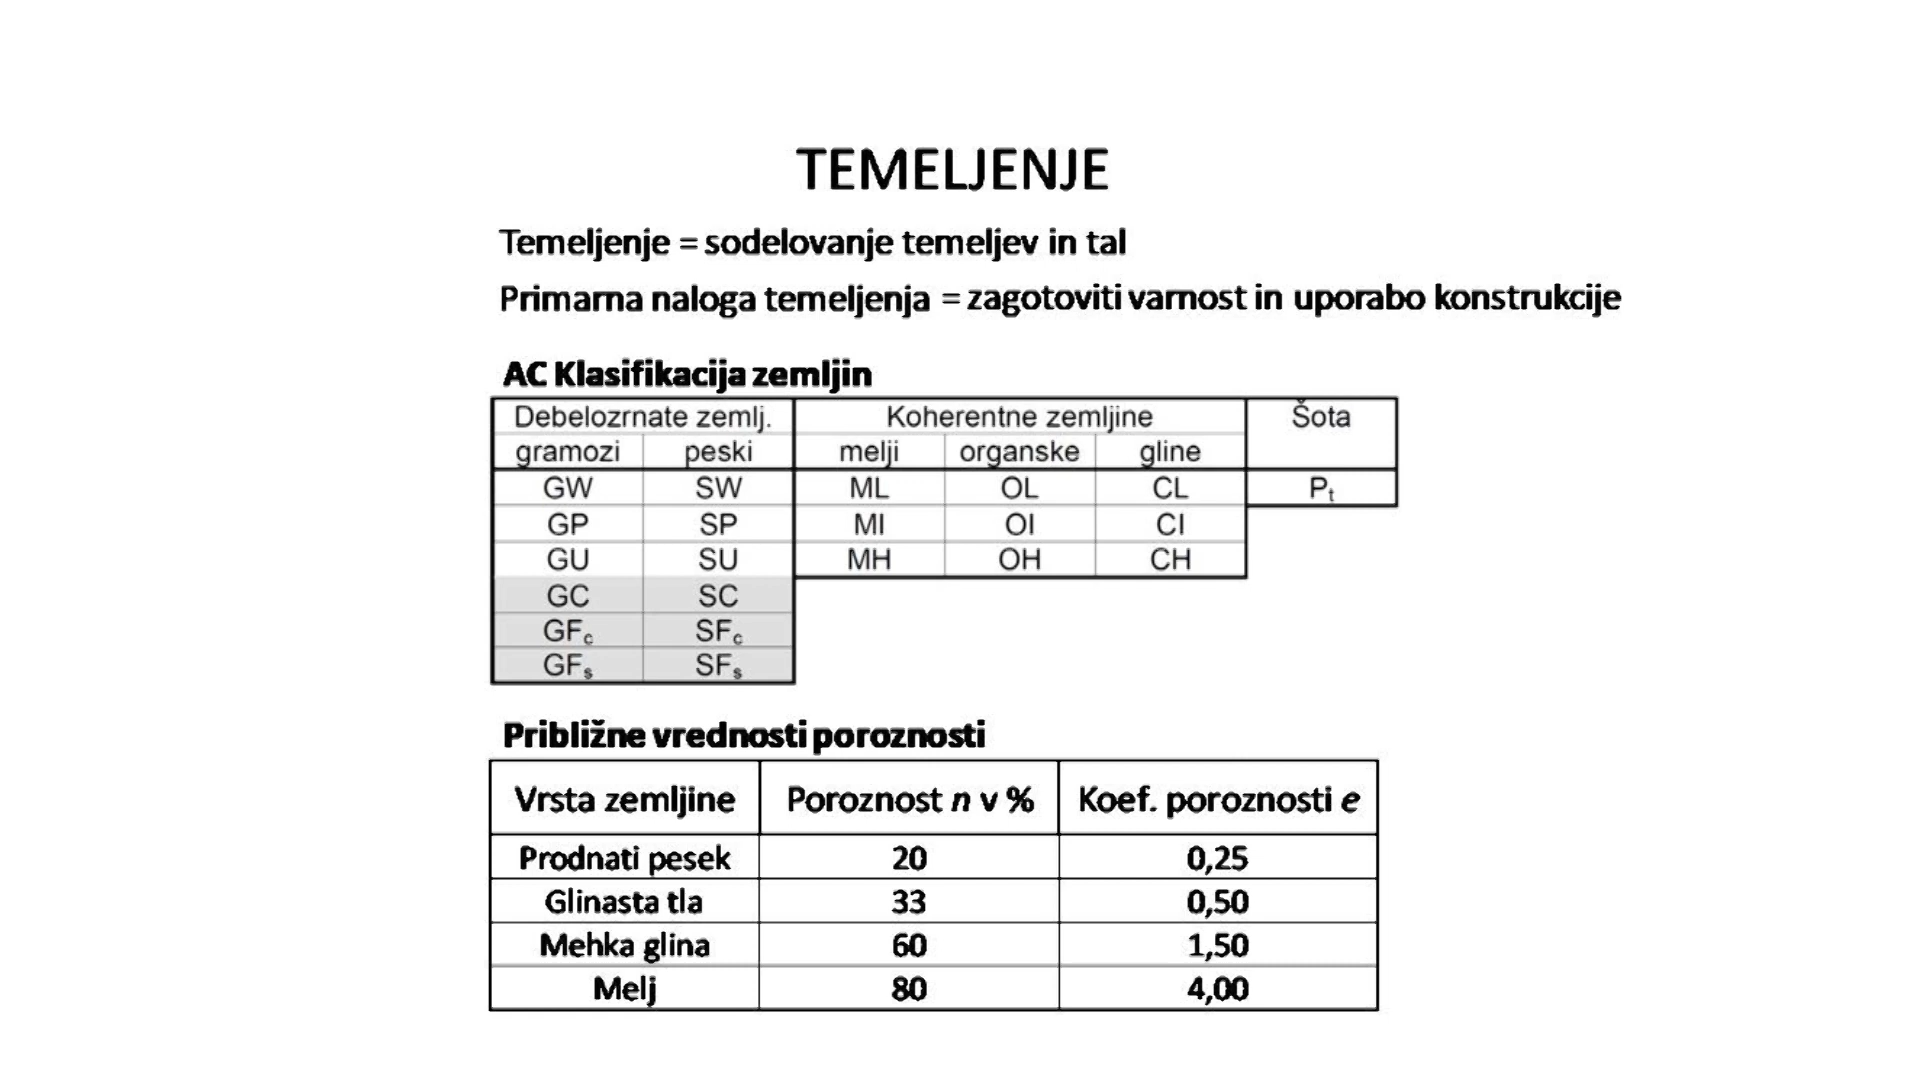 TEMELJENJE
Temeljenje = sodelovanje temeljev in tal
Primarna naloga temeljenja = zagotoviti varnost in uporabo konstrukcije
AC Klasifikacija zemljin
Debelozrnate zemlj. Koherentne zemljine Šota
gramozi peski melji organske gline
GW SW ML OL CL Pt
GP SP MI OI CI
GU SU MH OH CH
GC SC
GFc SFc
GFs SFs
Približne vrednosti poroznosti
Vrsta zemljine Poroznost n v % Koef. poroznosti e
Prodnati pesek 20 0,25
Glinasta tla 33 0,50
Mehka glina 60 1,50
Melj 80 4,00